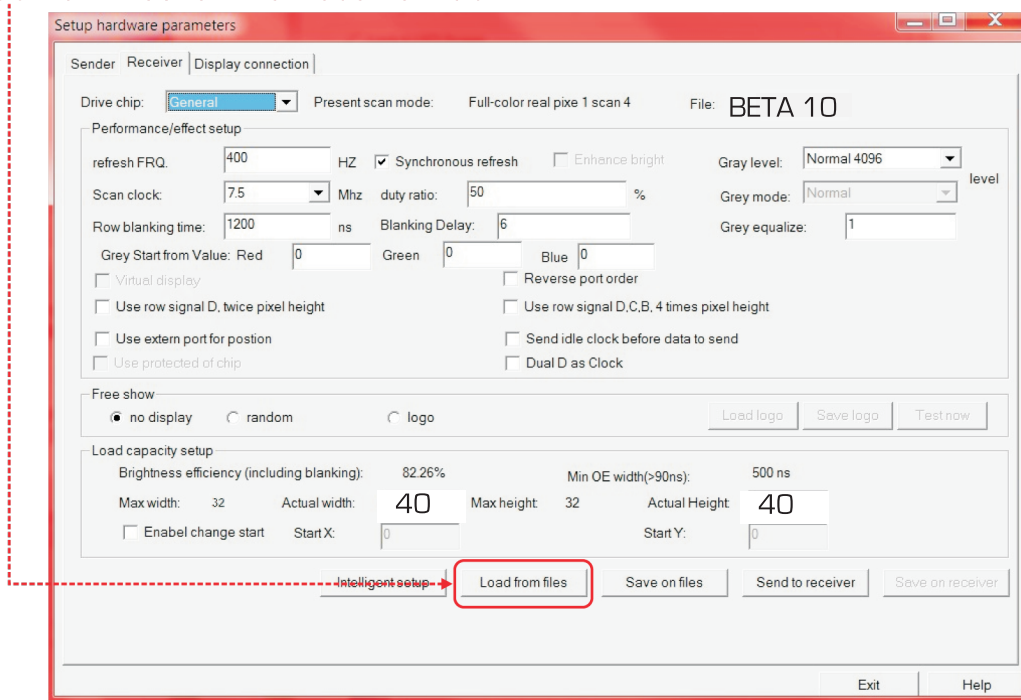 Setup hardware parameters
Sender Receiver Display connection
Drive chip: General Present scan mode: Full-color real pixe 1 scan 4 File: BETA 10
Performance/effect setup
refresh FRQ. 400 HZ Synchronous refresh Enhance bright Gray level: Normal 4096 level
Scan clock: 7.5 Mhz duty ratio: 50 % Grey mode: Normal
Row blanking time: 1200 ns Blanking Delay: 6 Grey equalize: 1
Grey Start from Value: Red 0 Green 0 Blue 0
Virtual display Reverse port order
Use row signal D, twice pixel height Use row signal D,C,B, 4 times pixel height
Use extern port for postion Send idle clock before data to send
Use protected of chip Dual D as Clock
Free show
no display random logo Load logo Save logo Test now
Load capacity setup
Brightness efficiency (including blanking): 82.26% Min OE width(>90ns): 500 ns
Max width: 32 Actual width: 40 Max height: 32 Actual Height: 40
Enabel change start Start X: 0 Start Y: 0
Intelligent setup Load from files Save on files Send to receiver Save on receiver
Exit Help